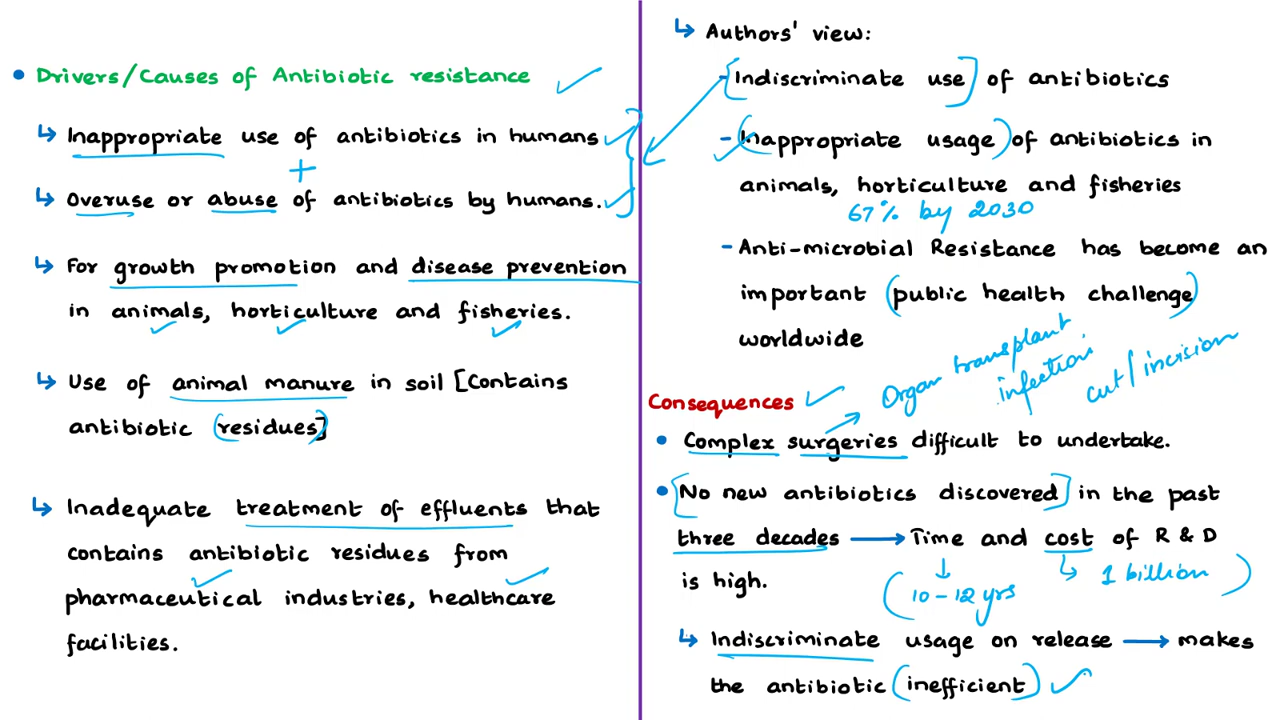 • Drivers/Causes of Antibiotic resistance
↳ Inappropriate use of antibiotics in humans
+
↳ Overuse or abuse of antibiotics by humans.
↳ For growth promotion and disease prevention
in animals, horticulture and fisheries.
↳ Use of animal manure in soil [Contains
antibiotic (residues)]
↳ Inadequate treatment of effluents that
contains antibiotic residues from
pharmaceutical industries, healthcare
facilities.
↳ Authors' view:
- [Indiscriminate use] of antibiotics
- (Inappropriate usage) of antibiotics in
animals, horticulture and fisheries
67% by 2030
- Anti-microbial Resistance has become an
important (public health challenge)
worldwide
Organ transplant
infection
cut/incision
Consequences
• Complex surgeries difficult to undertake.
• [No new antibiotics discovered] in the past
three decades → Time and cost of R & D
is high.
(10-12 yrs
↳ 1 billion)
↳ Indiscriminate usage on release → makes
the antibiotic (inefficient)